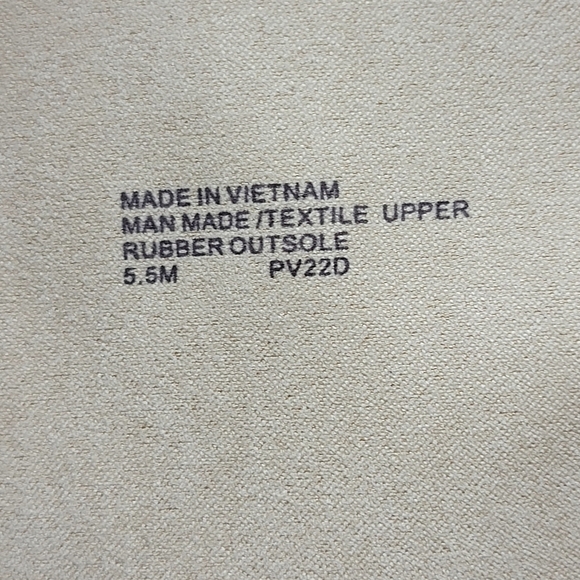 MADE IN VIETNAM
MAN MADE /TEXTILE UPPER
RUBBER OUTSOLE
5.5M PV22D